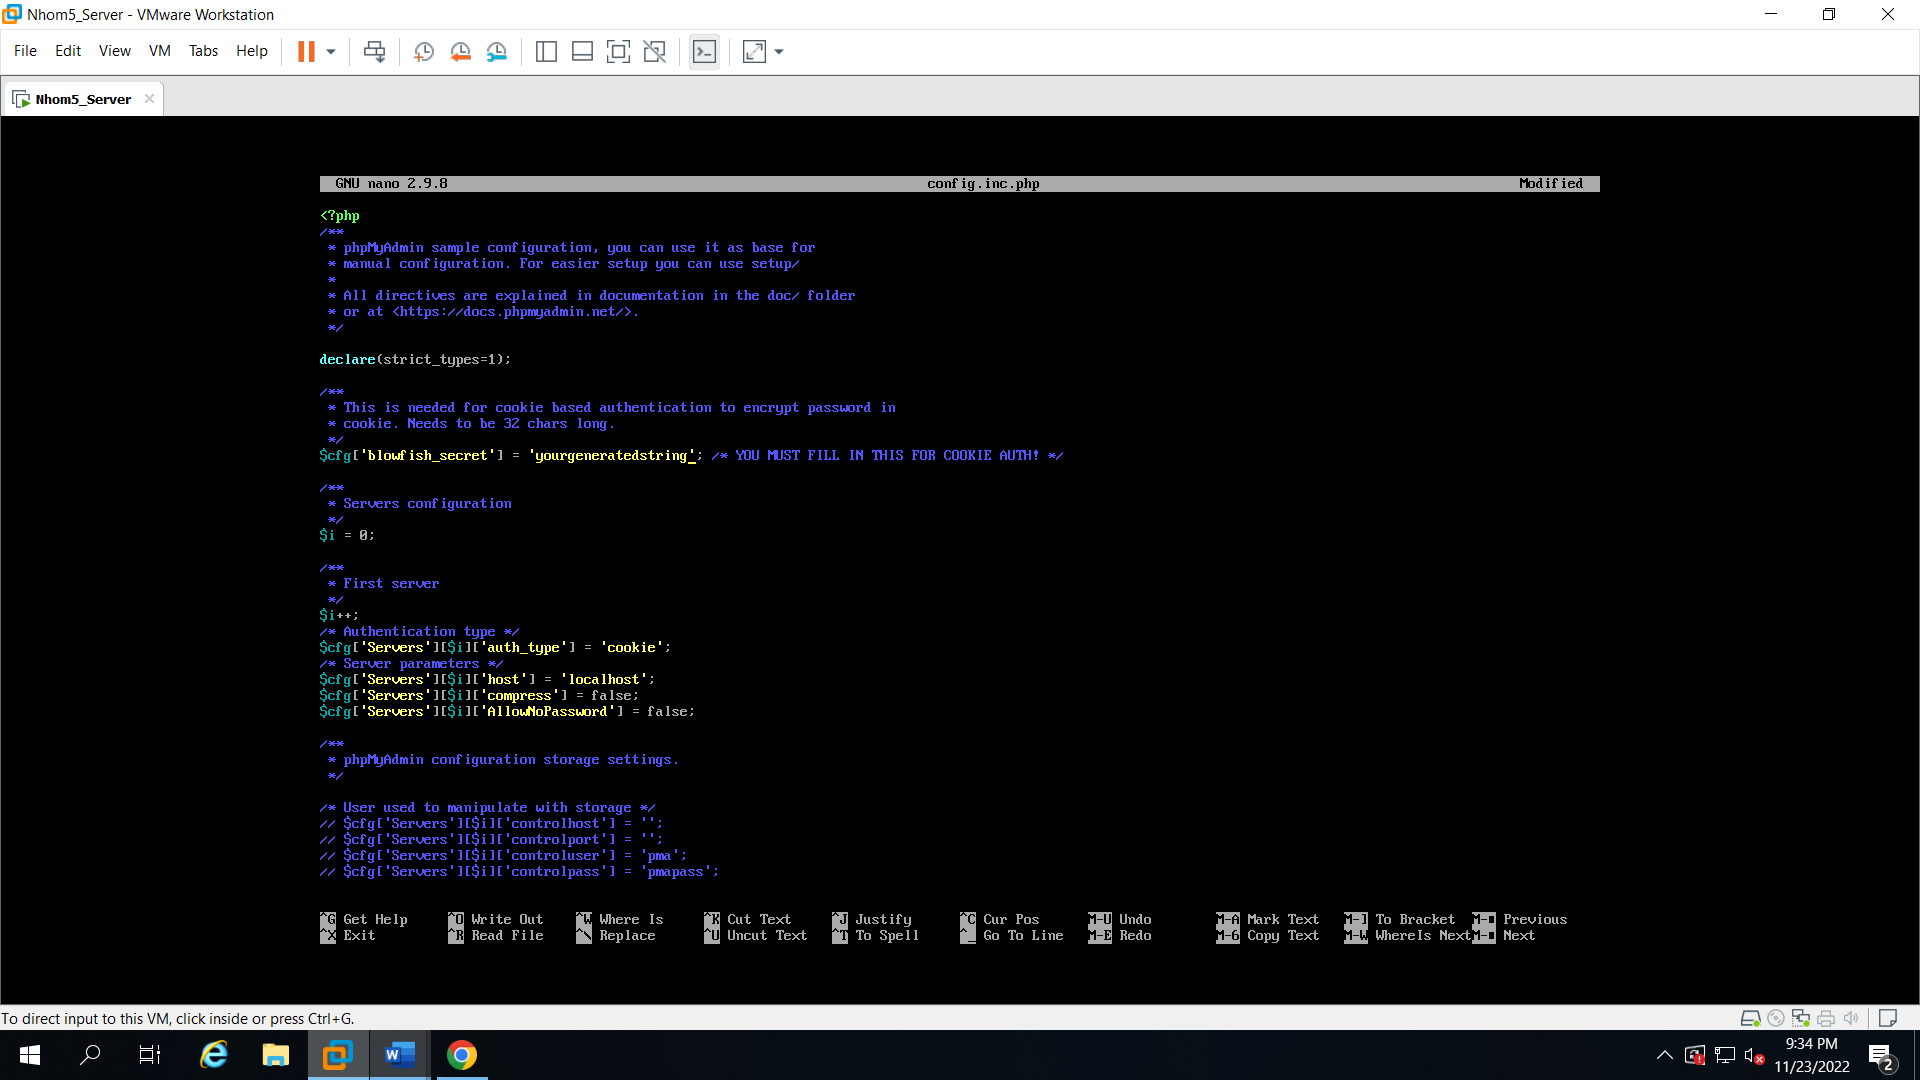 Nhom5_Server - VMware Workstation
File Edit View VM Tabs Help
Nhom5_Server
GNU nano 2.9.8 config.inc.php Modified
<?php
/**
 * phpMyAdmin sample configuration, you can use it as base for
 * manual configuration. For easier setup you can use setup/
 *
 * All directives are explained in documentation in the doc/ folder
 * or at <https://docs.phpmyadmin.net/>.
 */
declare(strict_types=1);
/**
 * This is needed for cookie based authentication to encrypt password in
 * cookie. Needs to be 32 chars long.
 */
$cfg['blowfish_secret'] = 'yourgeneratedstring'; /* YOU MUST FILL IN THIS FOR COOKIE AUTH! */
/**
 * Servers configuration
 */
$i = 0;
/**
 * First server
 */
$i++;
/* Authentication type */
$cfg['Servers'][$i]['auth_type'] = 'cookie';
/* Server parameters */
$cfg['Servers'][$i]['host'] = 'localhost';
$cfg['Servers'][$i]['compress'] = false;
$cfg['Servers'][$i]['AllowNoPassword'] = false;
/**
 * phpMyAdmin configuration storage settings.
 */
/* User used to manipulate with storage */
// $cfg['Servers'][$i]['controlhost'] = '';
// $cfg['Servers'][$i]['controlport'] = '';
// $cfg['Servers'][$i]['controluser'] = 'pma';
// $cfg['Servers'][$i]['controlpass'] = 'pmapass';
^G Get Help ^O Write Out ^W Where Is ^K Cut Text ^J Justify ^C Cur Pos M-U Undo M-A Mark Text M-] To Bracket M-■ Previous
^X Exit ^R Read File ^\ Replace ^U Uncut Text ^T To Spell ^_ Go To Line M-E Redo M-6 Copy Text M-W WhereIs Next M-■ Next
To direct input to this VM, click inside or press Ctrl+G.
9:34 PM
11/23/2022
2